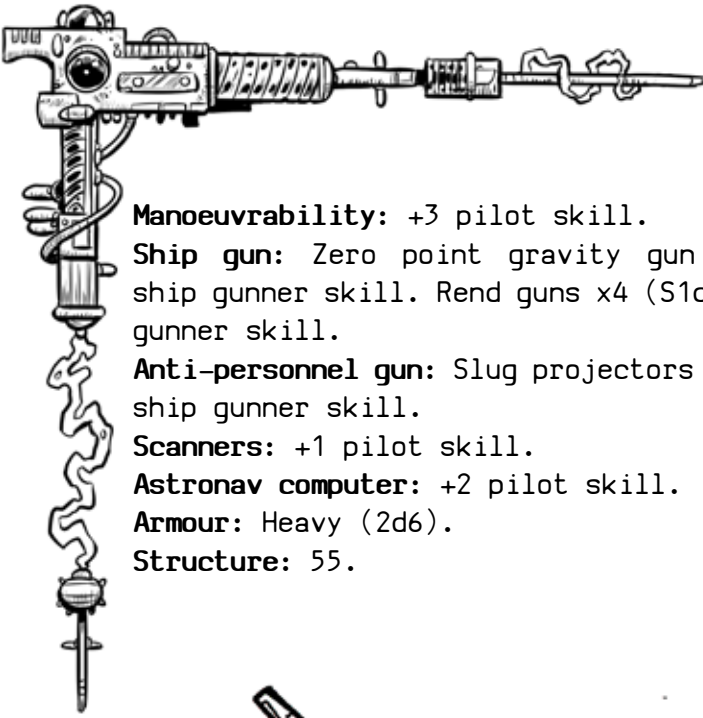 Manoeuvrability: +3 pilot skill.
Ship gun: Zero point gravity gun
ship gunner skill. Rend guns x4 (S1
gunner skill.
Anti-personnel gun: Slug projectors
ship gunner skill.
Scanners: +1 pilot skill.
Astronav computer: +2 pilot skill.
Armour: Heavy (2d6).
Structure: 55.